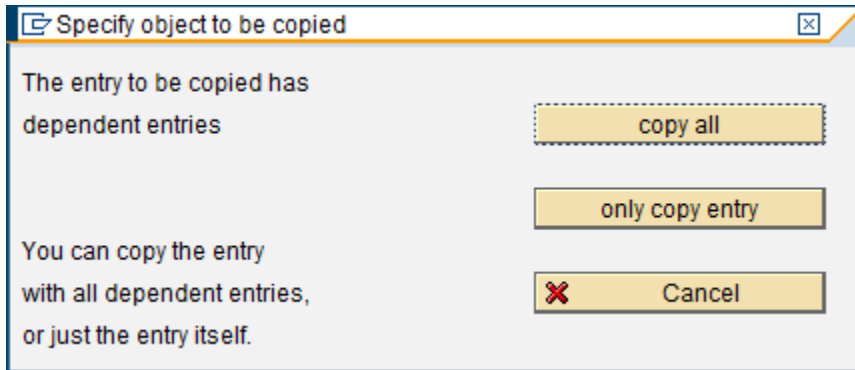 Specify object to be copied
The entry to be copied has
dependent entries
copy all
only copy entry
You can copy the entry
with all dependent entries,
Cancel
or just the entry itself.